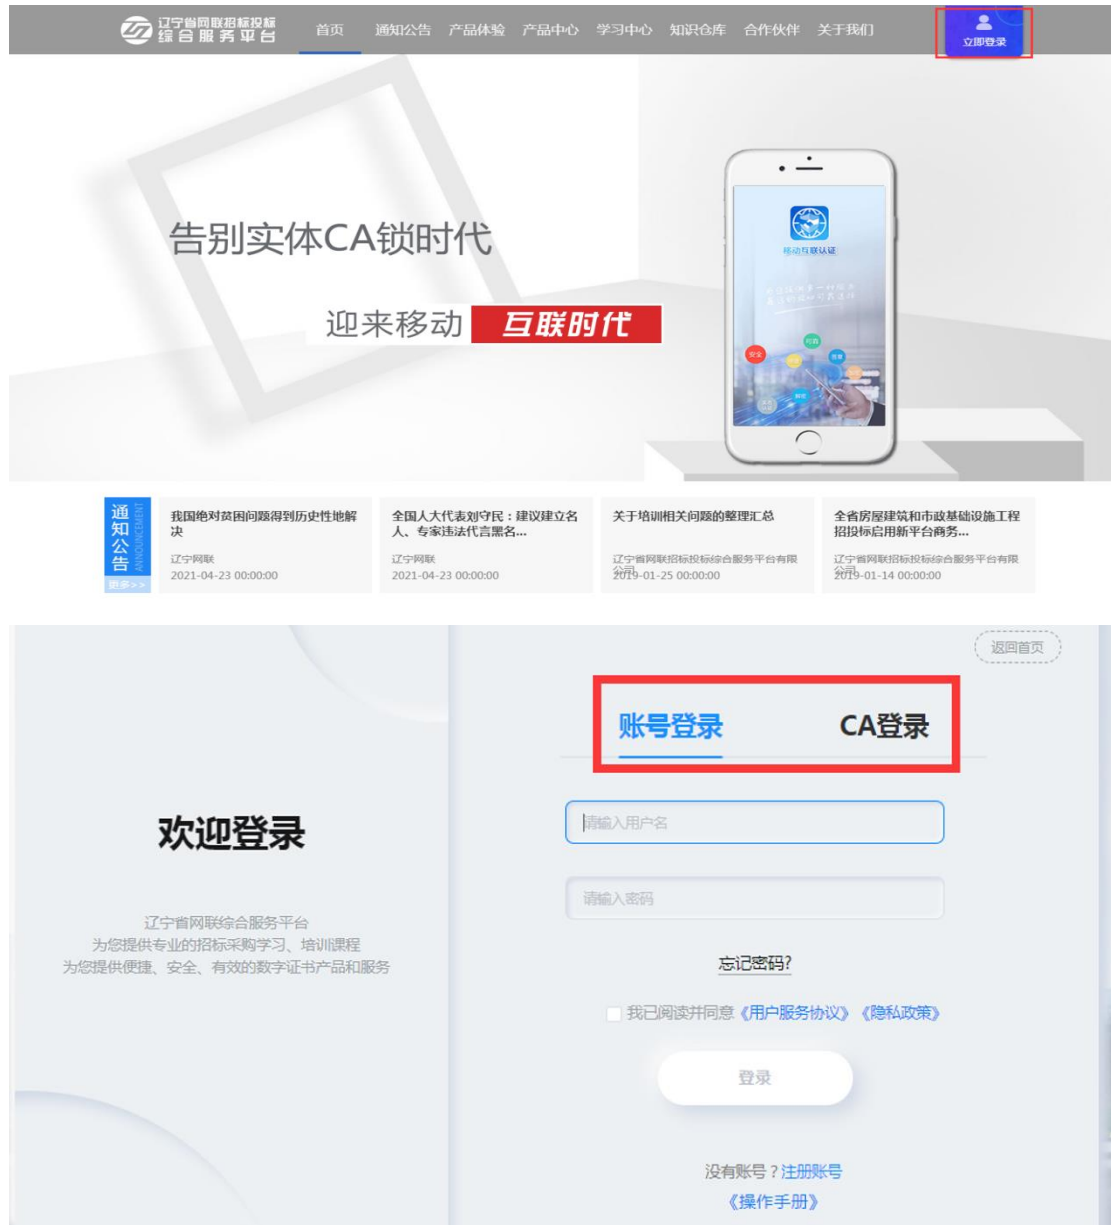 辽宁省网联招标投标
综合服务平台
首页 通知公告 产品体验 产品中心 学习中心 知识仓库 合作伙伴 关于我们
立即登录
告别实体CA锁时代
迎来移动 互联时代
移动互联认证
安全
通知公告
ANNOUNCEMENT
更多>>
我国绝对贫困问题得到历史性地解
决
辽宁网联
2021-04-23 00:00:00
全国人大代表刘守民：建议建立名
人、专家违法代言黑名...
辽宁网联
2021-04-23 00:00:00
关于培训相关问题的整理汇总
辽宁省网联招标投标综合服务平台有限
公司
2019-01-25 00:00:00
全省房屋建筑和市政基础设施工程
招投标启用新平台商务...
辽宁省网联招标投标综合服务平台有限
公司
2019-01-14 00:00:00
返回首页
账号登录 CA登录
欢迎登录
辽宁省网联综合服务平台
为您提供专业的招标采购学习、培训课程
为您提供便捷、安全、有效的数字证书产品和服务
请输入用户名
请输入密码
忘记密码?
我已阅读并同意《用户服务协议》《隐私政策》
登录
没有账号？注册账号
《操作手册》